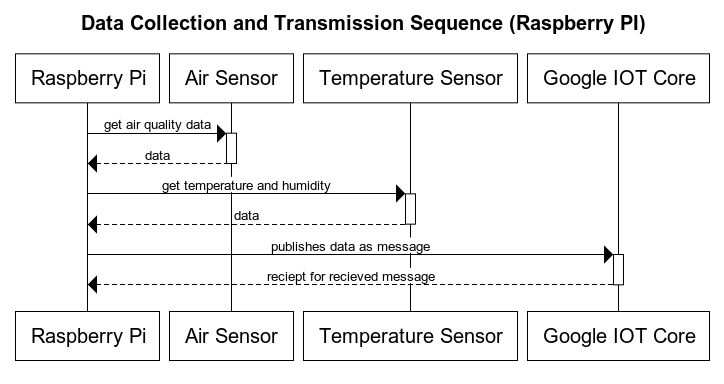 Data Collection and Transmission Sequence (Raspberry PI)
Raspberry Pi
Air Sensor
Temperature Sensor
Google IOT Core
get air quality data
data
get temperature and humidity
data
publishes data as message
reciept for recieved message
Raspberry Pi
Air Sensor
Temperature Sensor
Google IOT Core